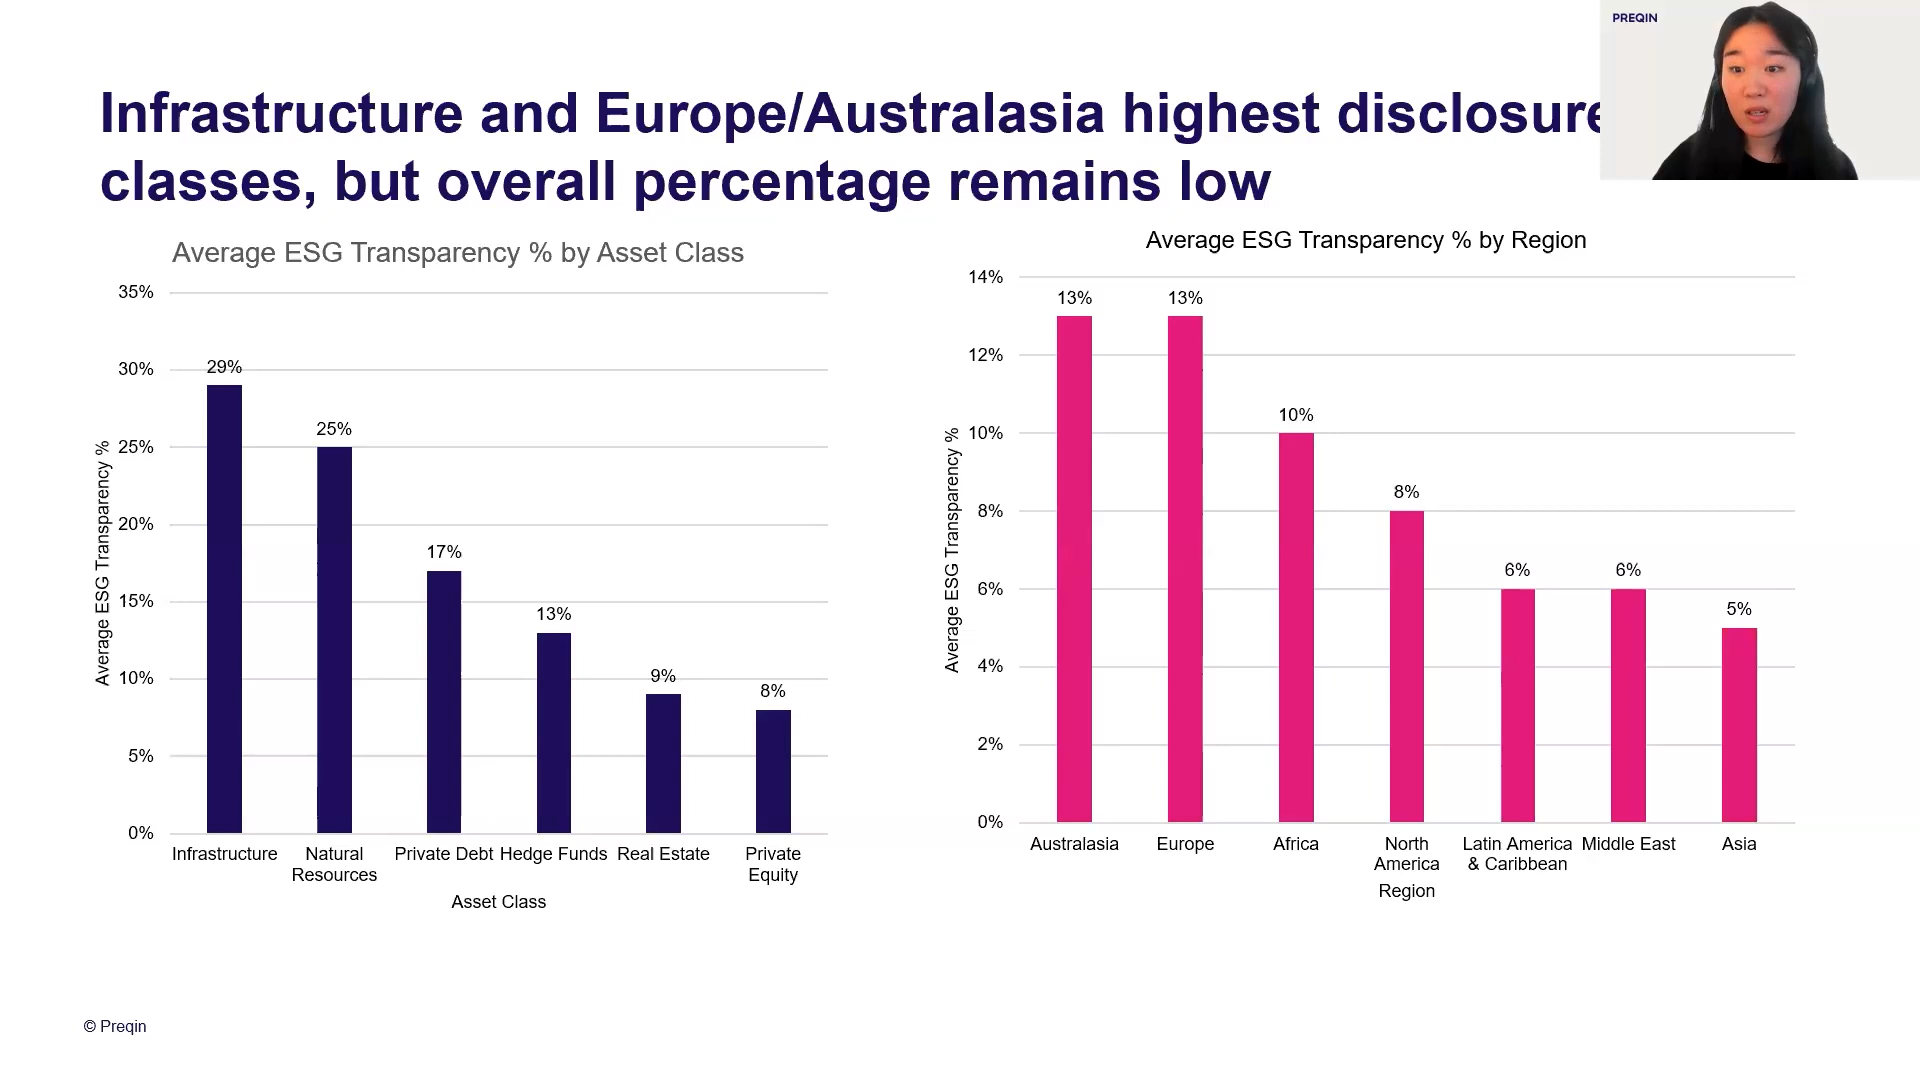 PREQIN
Infrastructure and Europe/Australasia highest disclosure
classes, but overall percentage remains low
Average ESG Transparency % by Asset Class
35%
30%
25%
20%
15%
10%
5%
0%
Average ESG Transparency %
29%
25%
17%
13%
9%
8%
Infrastructure
Natural
Resources
Private Debt
Hedge Funds
Real Estate
Private
Equity
Asset Class
Average ESG Transparency % by Region
14%
12%
10%
8%
6%
4%
2%
0%
Average ESG Transparency %
13%
13%
10%
8%
6%
6%
5%
Australasia
Europe
Africa
North
America
Latin America
& Caribbean
Middle East
Asia
Region
© Preqin